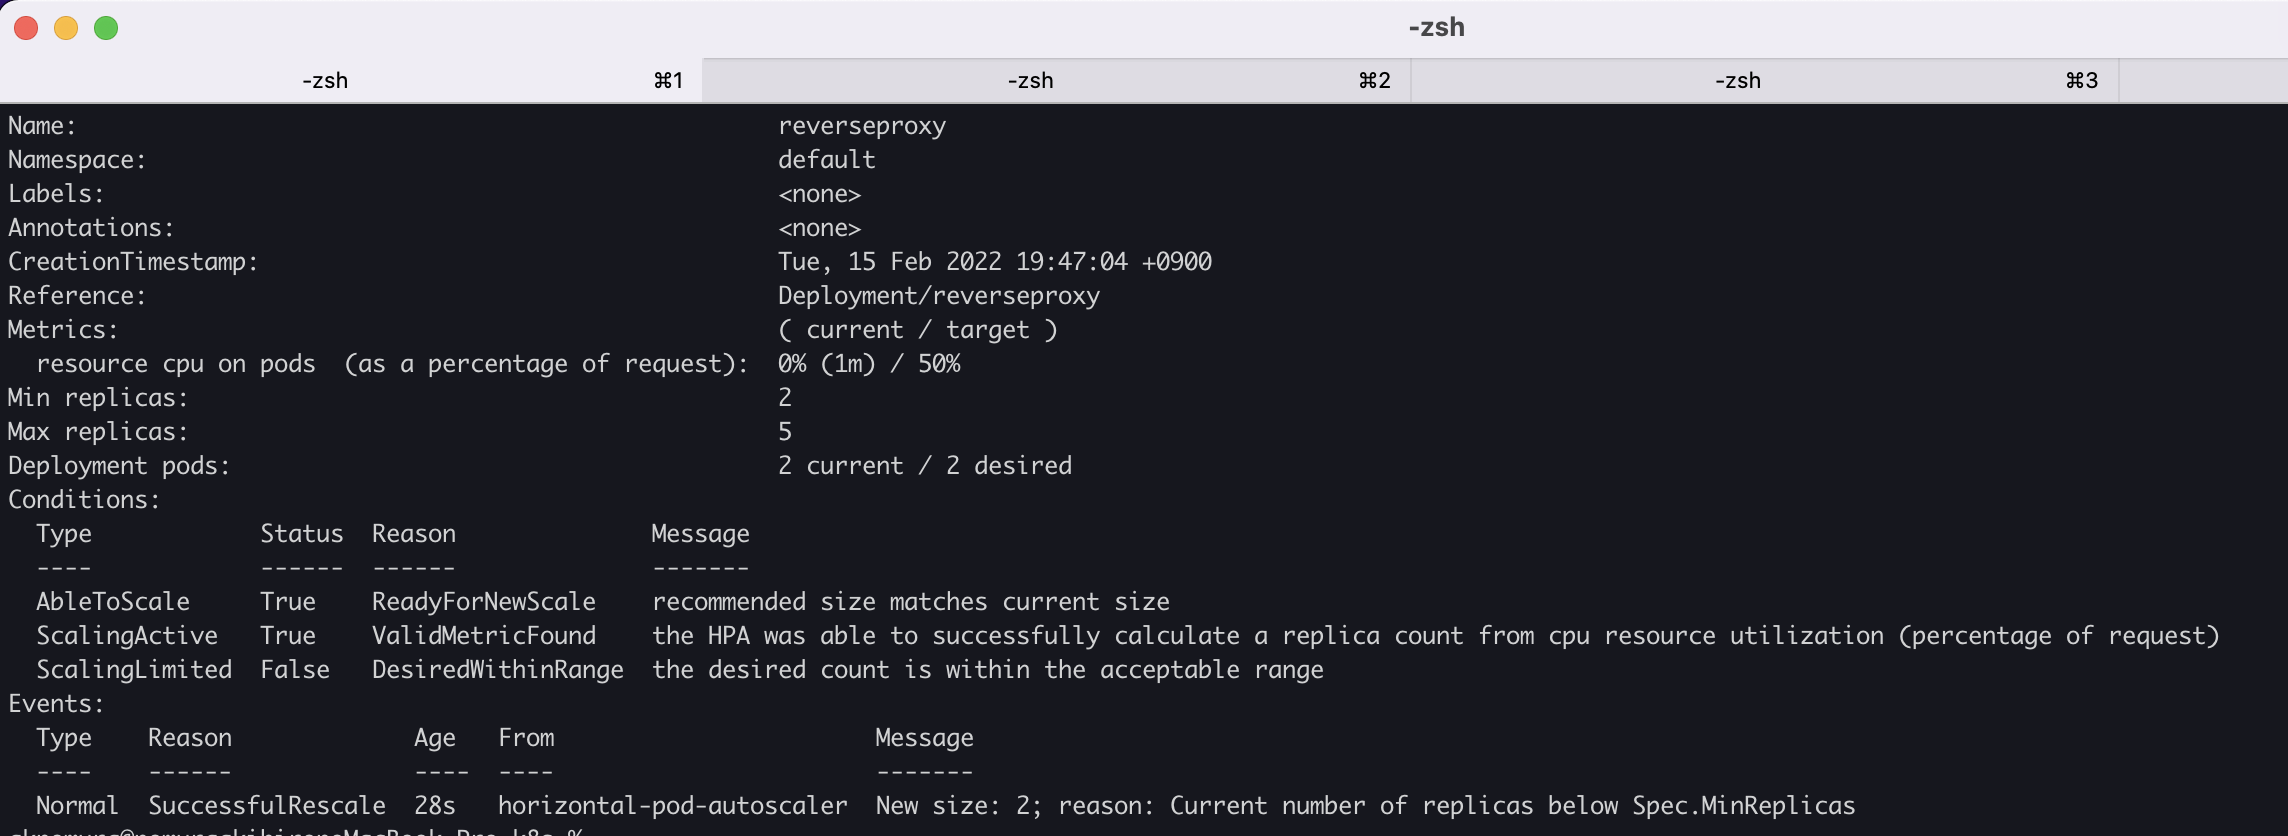 -zsh
-zsh ⌘1 -zsh ⌘2 -zsh ⌘3
Name: reverseproxy
Namespace: default
Labels: <none>
Annotations: <none>
CreationTimestamp: Tue, 15 Feb 2022 19:47:04 +0900
Reference: Deployment/reverseproxy
Metrics: ( current / target )
resource cpu on pods (as a percentage of request): 0% (1m) / 50%
Min replicas: 2
Max replicas: 5
Deployment pods: 2 current / 2 desired
Conditions:
Type Status Reason Message
---- ------ ------ -------
AbleToScale True ReadyForNewScale recommended size matches current size
ScalingActive True ValidMetricFound the HPA was able to successfully calculate a replica count from cpu resource utilization (percentage of request)
ScalingLimited False DesiredWithinRange the desired count is within the acceptable range
Events:
Type Reason Age From Message
---- ------ ---- ---- -------
Normal SuccessfulRescale 28s horizontal-pod-autoscaler New size: 2; reason: Current number of replicas below Spec.MinReplicas